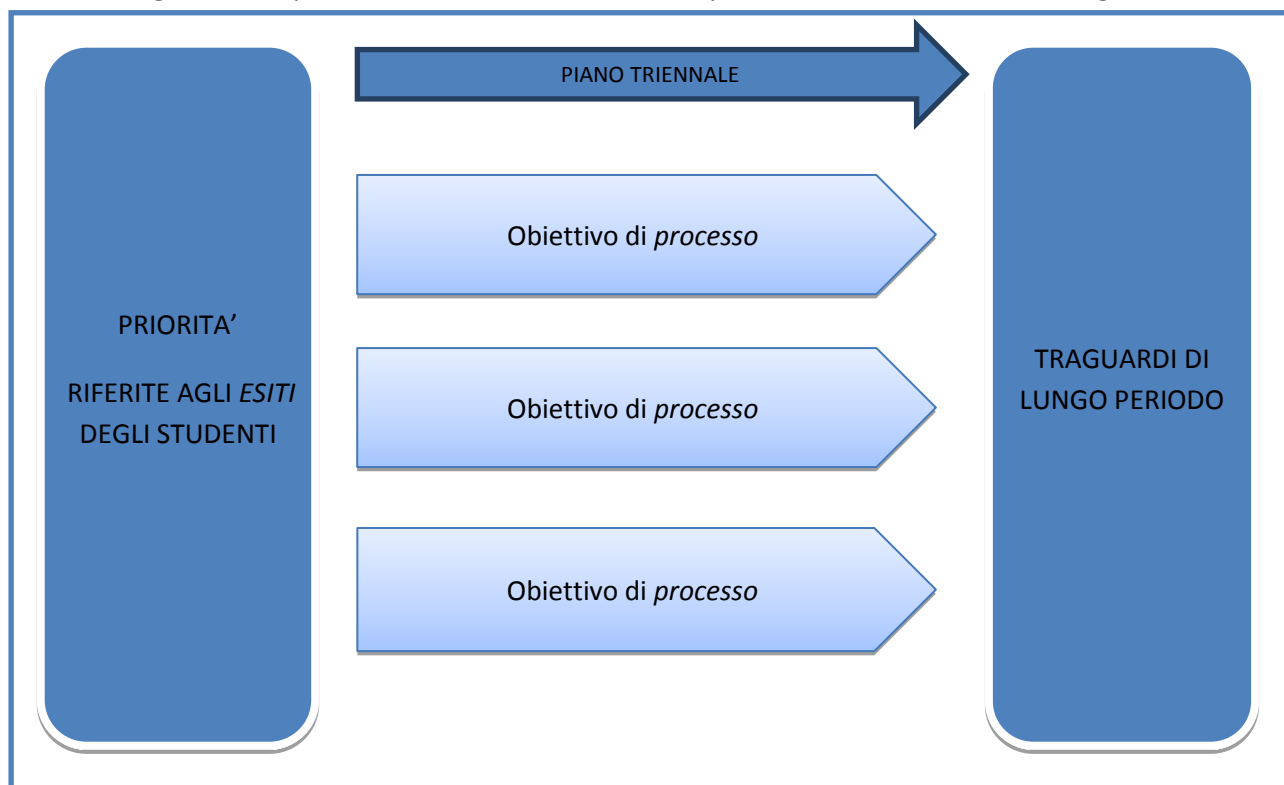 PIANO TRIENNALE
PRIORITA’
RIFERITE AGLI ESITI
DEGLI STUDENTI
Obiettivo di processo
Obiettivo di processo
Obiettivo di processo
TRAGUARDI DI
LUNGO PERIODO